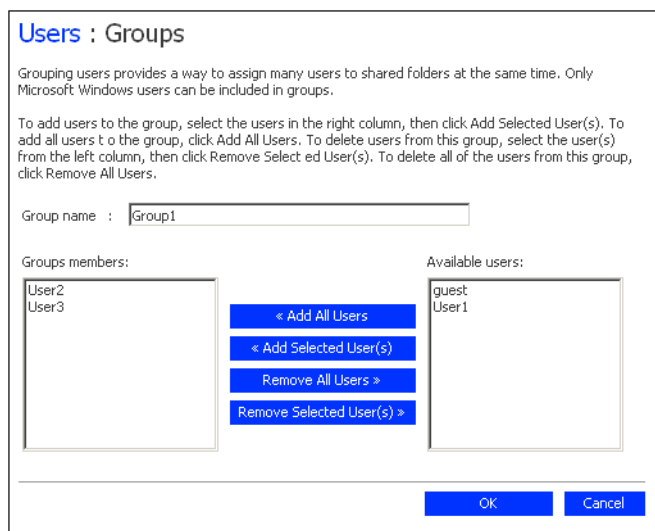 Users : Groups
Grouping users provides a way to assign many users to shared folders at the same time. Only
Microsoft Windows users can be included in groups.
To add users to the group, select the users in the right column, then click Add Selected User(s). To
add all users t o the group, click Add All Users. To delete users from this group, select the user(s)
from the left column, then click Remove Select ed User(s). To delete all of the users from this group,
click Remove All Users.
Group name : Group1
Groups members:
User2
User3
« Add All Users
« Add Selected User(s)
Remove All Users »
Remove Selected User(s) »
Available users:
guest
User1
OK
Cancel